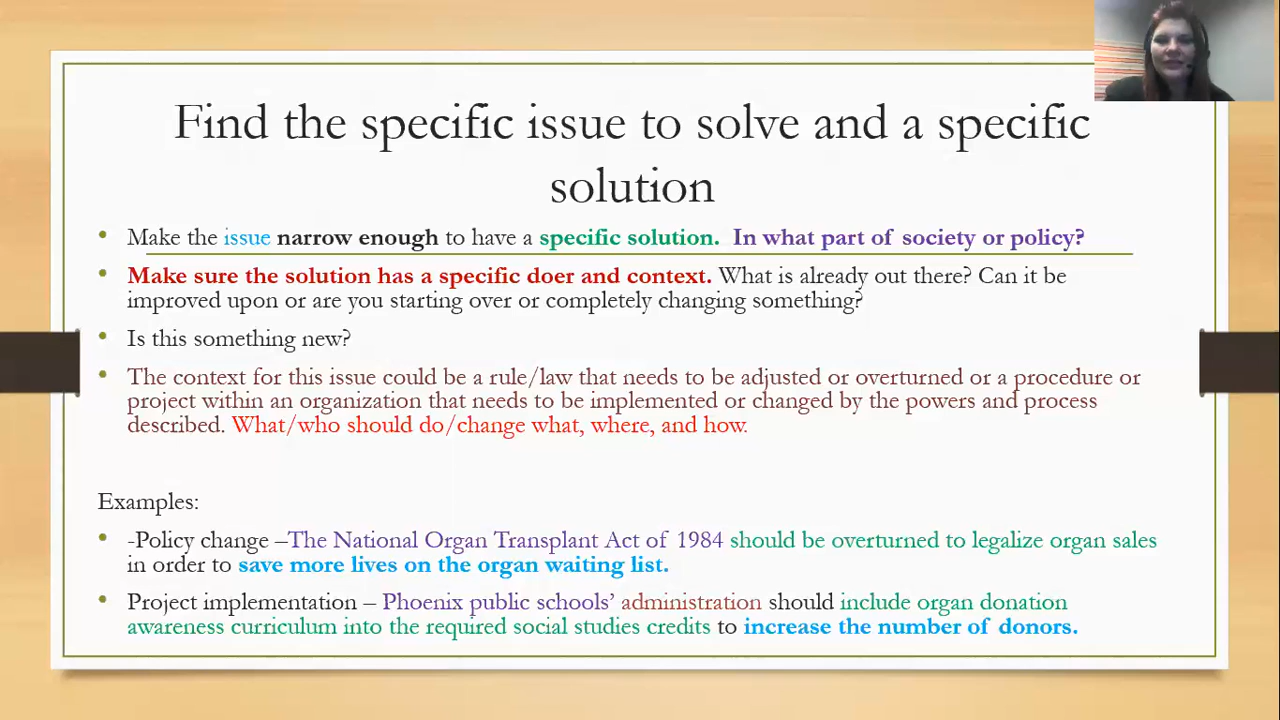 Find the specific issue to solve and a specific
solution
• Make the issue narrow enough to have a specific solution. In what part of society or policy?
• Make sure the solution has a specific doer and context. What is already out there? Can it be
improved upon or are you starting over or completely changing something?
• Is this something new?
• The context for this issue could be a rule/law that needs to be adjusted or overturned or a procedure or
project within an organization that needs to be implemented or changed by the powers and process
described. What/who should do/change what, where, and how.
Examples:
• -Policy change –The National Organ Transplant Act of 1984 should be overturned to legalize organ sales
in order to save more lives on the organ waiting list.
• Project implementation – Phoenix public schools’ administration should include organ donation
awareness curriculum into the required social studies credits to increase the number of donors.